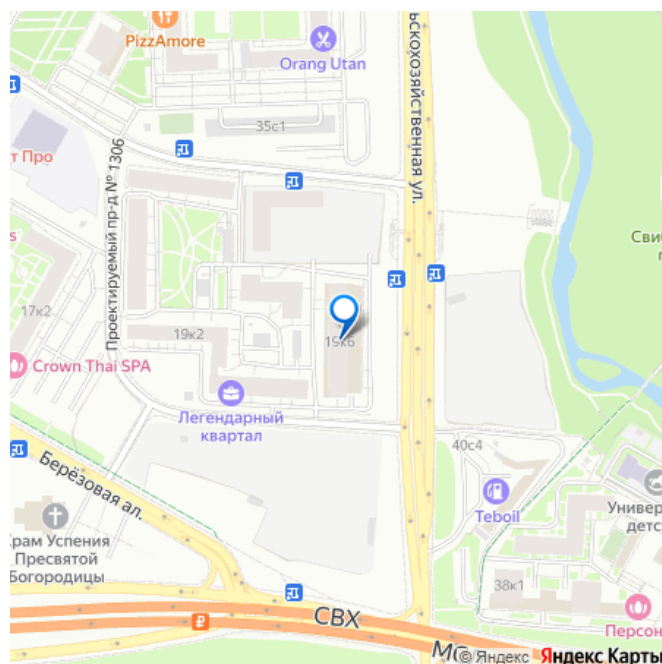 PizzAmore
Orang Utan
35с1
льскохозяйственная ул.
т Про
Проектируемый пр-д № 1306
s
Сви
17к2
19к2
19к6
Crown Thai SPA
Легендарный
квартал
40с4
Берёзовая ал.
Teboil
Универ
детс
Храм Успения
Пресвятой
Богородицы
38к1
СВХ
Персон
₽
© Яндекс Яндекс Карты